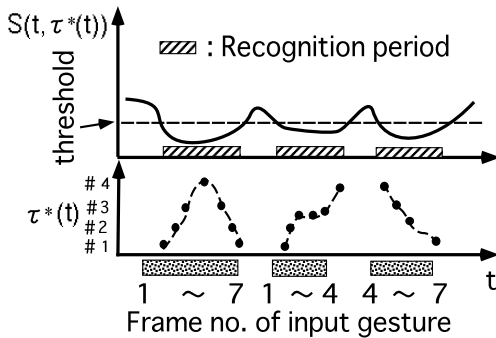 S(t, τ*(t))
: Recognition period
threshold
# 4
# 3
# 2
# 1
τ*(t)
t
1 ~ 7 1 ~ 4 4 ~ 7
Frame no. of input gesture